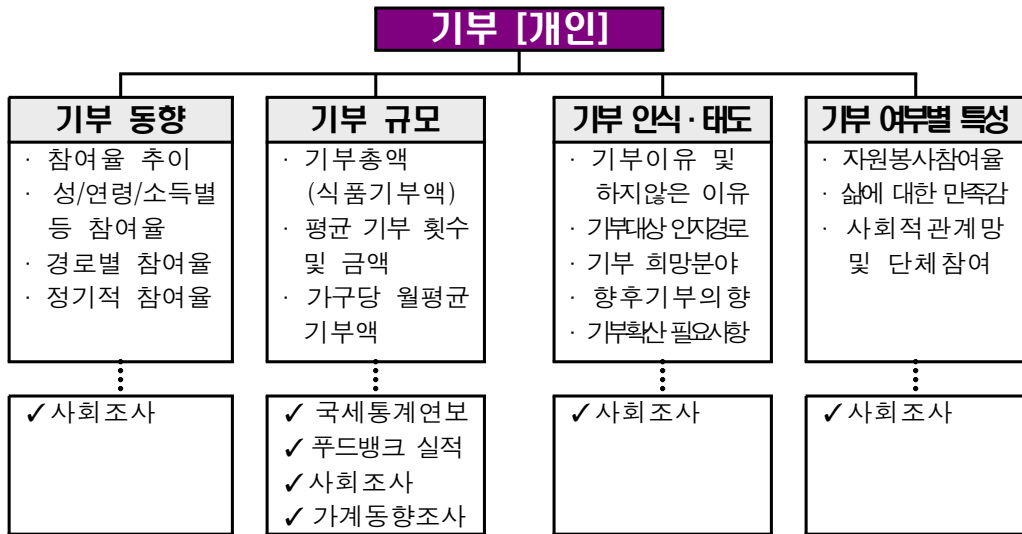 기부 [개인]
기부 동향
· 참여율 추이
· 성/연령/소득별
등 참여율
· 경로별 참여율
· 정기적 참여율
✓사회조사
기부 규모
· 기부총액
(식품기부액)
· 평균 기부 횟수
및 금액
· 가구당 월평균
기부액
✓ 국세통계연보
✓ 푸드뱅크 실적
✓사회조사
✓ 가계동향조사
기부 인식·태도
· 기부이유 및
하지않은 이유
· 기부대상 인지경로
· 기부 희망분야
· 향후기부의향
· 기부확산 필요사항
✓사회조사
기부 여부별 특성
· 자원봉사참여율
· 삶에 대한 만족감
· 사회적관계망
및 단체참여
✓사회조사